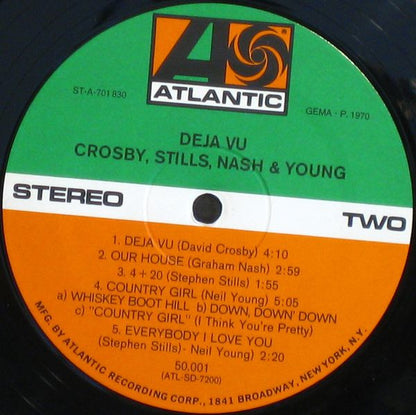 ATLANTIC
ST-A-701 830
GEMA · P. 1970
DEJA VU
CROSBY, STILLS, NASH & YOUNG
STEREO
TWO
1. DEJA VU (David Crosby) 4:10
2. OUR HOUSE (Graham Nash) 2:59
3. 4 + 20 (Stephen Stills) 1:55
4. COUNTRY GIRL (Neil Young) 5:05
a) WHISKEY BOOT HILL b) DOWN, DOWN' DOWN
c) "COUNTRY GIRL" (I Think You're Pretty)
5. EVERYBODY I LOVE YOU
(Stephen Stills - Neil Young) 2:20
50.001
(ATL-SD-7200)
MFG. BY ATLANTIC RECORDING CORP., 1841 BROADWAY, NEW YORK, N.Y.